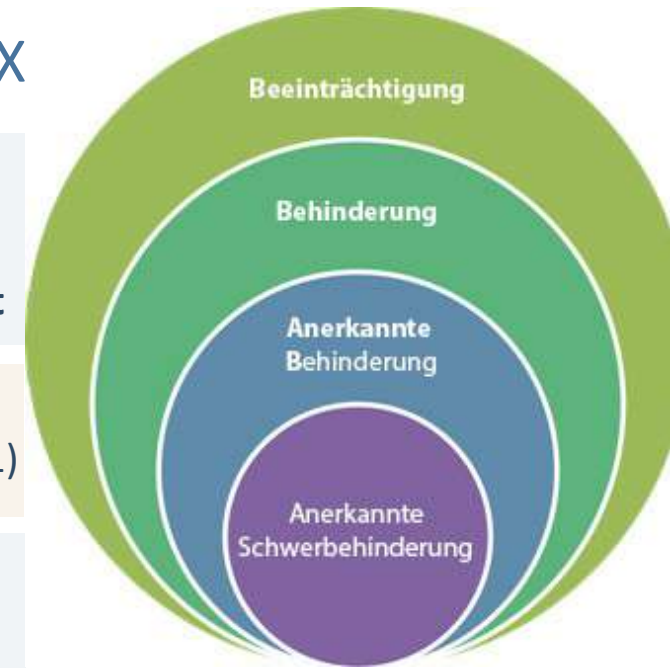 X
Beeinträchtigung
Behinderung
t
Anerkannte
Behinderung
)
Anerkannte
Schwerbehinderung